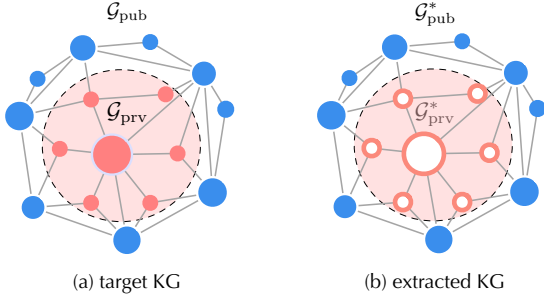 𝒢pub
𝒢*pub
𝒢prv
𝒢*prv
(a) target KG
(b) extracted KG